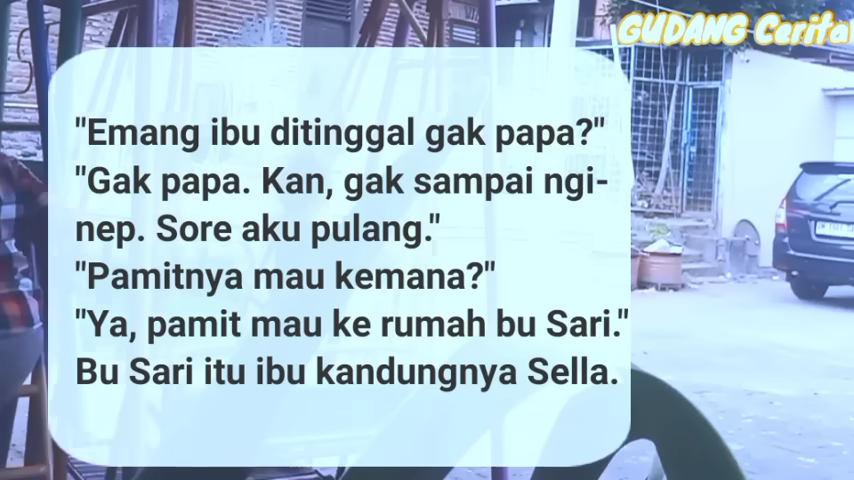 GUDANG Cerita
"Emang ibu ditinggal gak papa?"
"Gak papa. Kan, gak sampai ngi-
nep. Sore aku pulang."
"Pamitnya mau kemana?"
"Ya, pamit mau ke rumah bu Sari."
Bu Sari itu ibu kandungnya Sella.